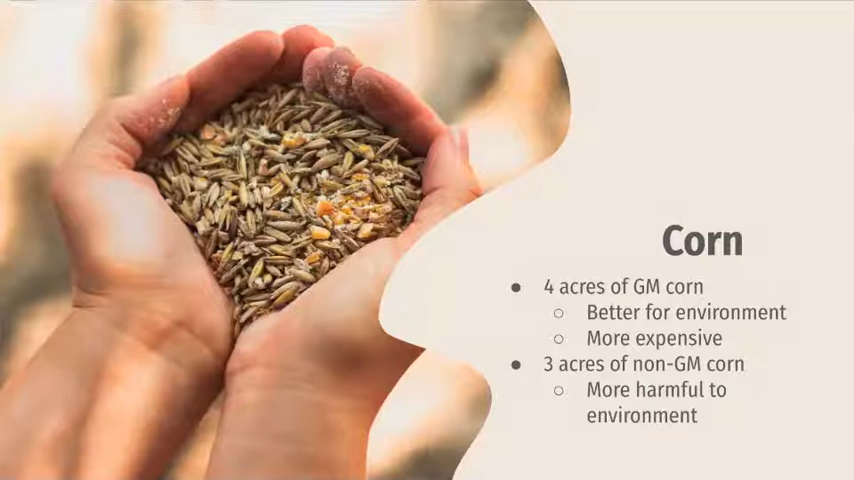 Corn
● 4 acres of GM corn
○ Better for environment
○ More expensive
● 3 acres of non-GM corn
○ More harmful to
environment